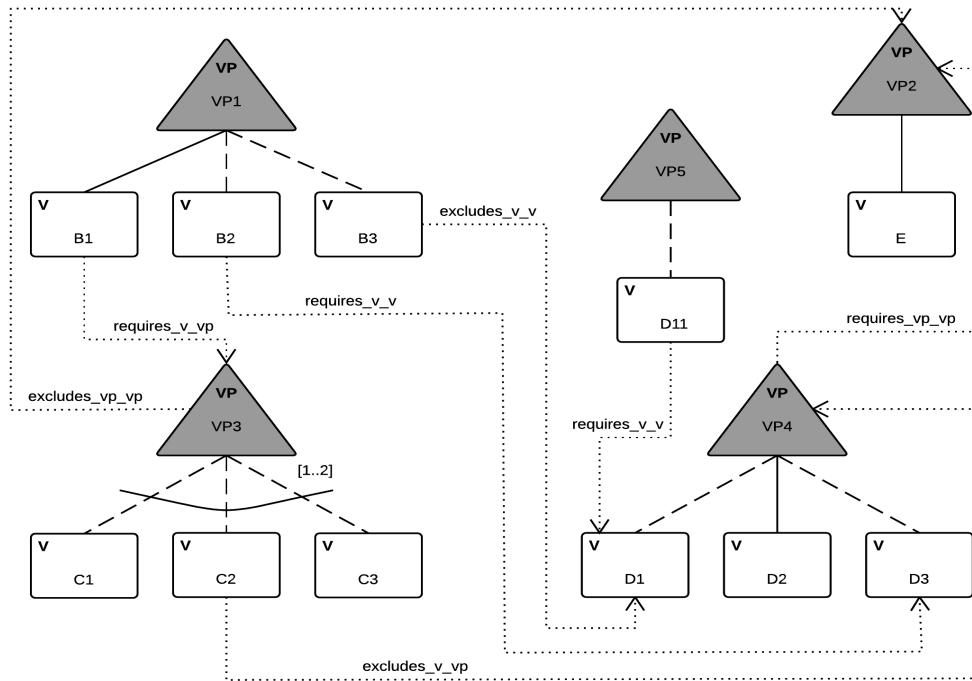 VP
VP1
VP
VP2
VP
VP5
V
B1
V
B2
V
B3
V
E
excludes_v_v
requires_v_v
V
D11
requires_v_vp
requires_vp_vp
excludes_vp_vp
VP
VP3
VP
VP4
requires_v_v
[1..2]
V
C1
V
C2
V
C3
V
D1
V
D2
V
D3
excludes_v_vp